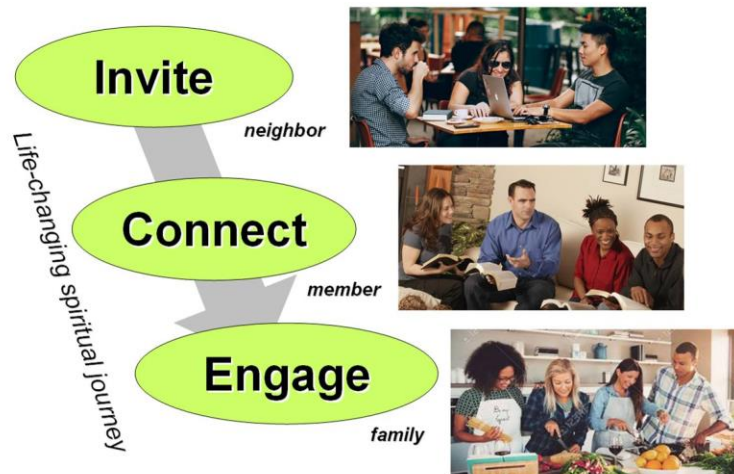 Invite
neighbor
Life-changing spiritual journey
Connect
member
Engage
family